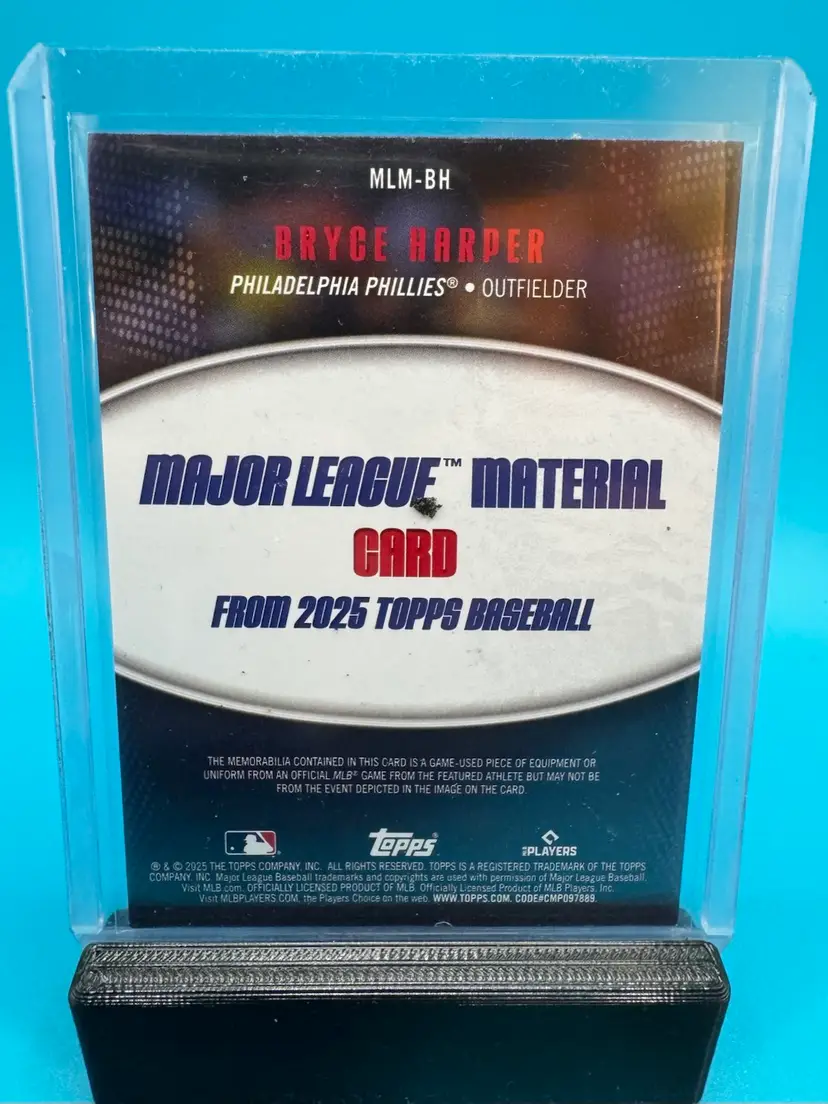 MLM-BH
BRYCE HARPER
PHILADELPHIA PHILLIES® • OUTFIELDER
MAJOR LEAGUE™ MATERIAL
CARD
FROM 2025 TOPPS BASEBALL
THE MEMORABILIA CONTAINED IN THIS CARD IS A GAME-USED PIECE OF EQUIPMENT OR
UNIFORM FROM AN OFFICIAL MLB® GAME FROM THE FEATURED ATHLETE BUT MAY NOT BE
FROM THE EVENT DEPICTED IN THE IMAGE ON THE CARD.
TOPPS® MLB PLAYERS
® & © 2025 THE TOPPS COMPANY, INC. ALL RIGHTS RESERVED. TOPPS IS A REGISTERED TRADEMARK OF THE TOPPS
COMPANY, INC. Major League Baseball trademarks and copyrights are used with permission of Major League Baseball.
Visit MLB.com. OFFICIALLY LICENSED PRODUCT OF MLB. Officially Licensed Product of MLB Players, Inc.
Visit MLBPLAYERS.COM, the Players Choice on the web. WWW.TOPPS.COM. CODE#CMP097889.